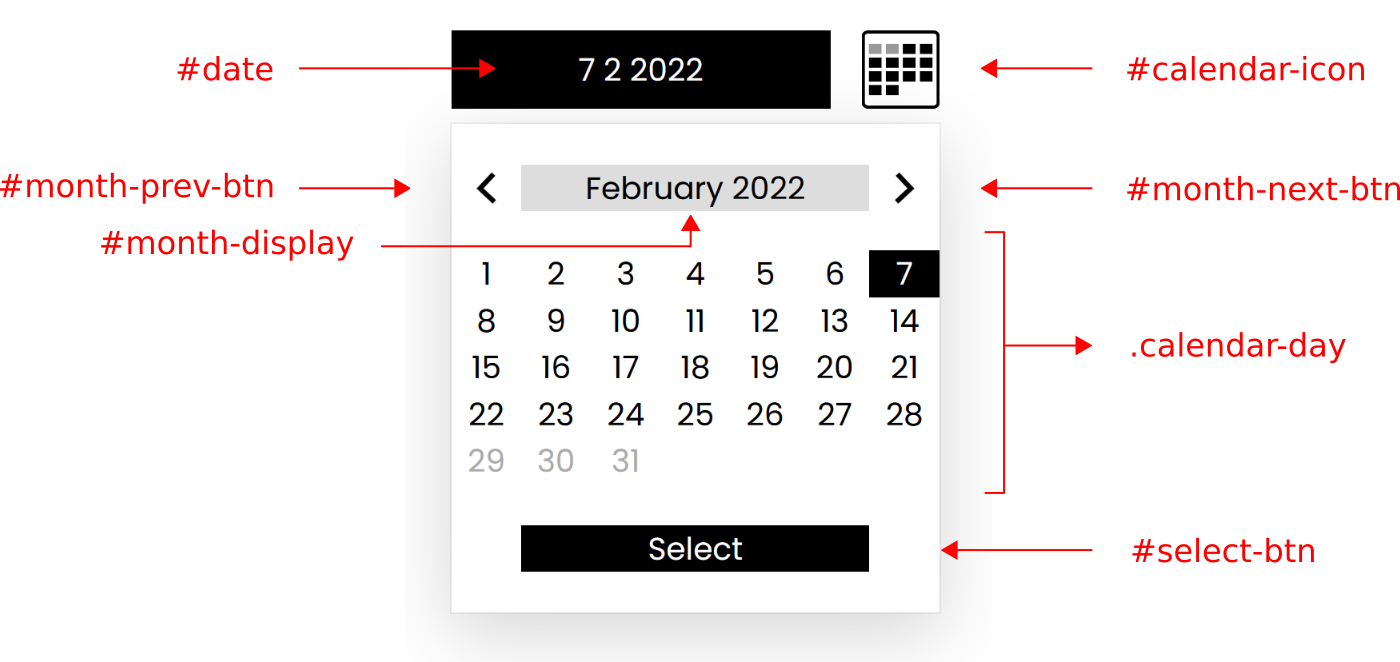 #date 7 2 2022 #calendar-icon
#month-prev-btn February 2022 #month-next-btn
#month-display
1 2 3 4 5 6 7
8 9 10 11 12 13 14
.calendar-day
15 16 17 18 19 20 21
22 23 24 25 26 27 28
29 30 31
Select #select-btn